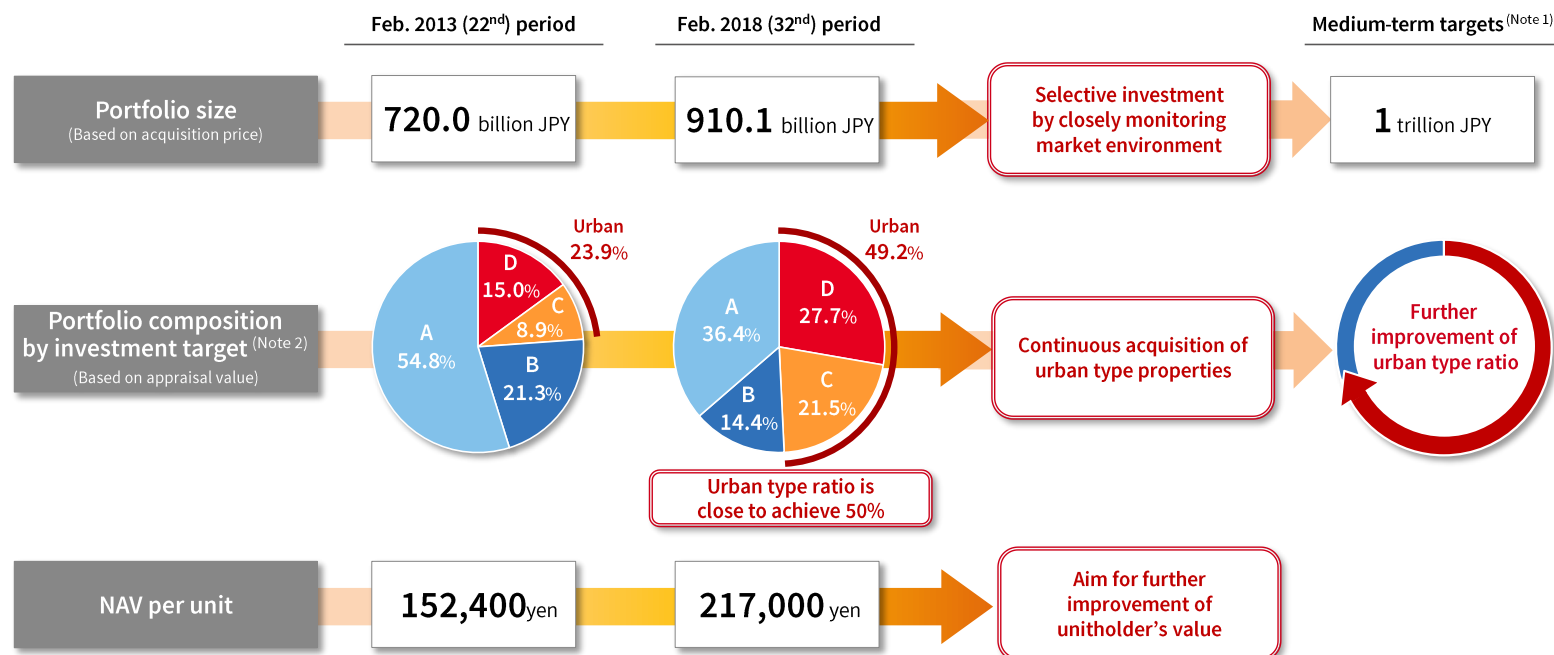 Feb. 2013 (22nd) period
Feb. 2018 (32nd) period
Medium-term targets (Note 1)
Portfolio size
(Based on acquisition price)
720.0 billion JPY
910.1 billion JPY
Selective investment
by closely monitoring
market environment
1 trillion JPY
Portfolio composition
by investment target (Note 2)
(Based on appraisal value)
Urban
23.9%
D
15.0%
C
8.9%
B
21.3%
A
54.8%
Urban
49.2%
D
27.7%
C
21.5%
B
14.4%
A
36.4%
Urban type ratio is
close to achieve 50%
Continuous acquisition of
urban type properties
Further
improvement of
urban type ratio
NAV per unit
152,400yen
217,000 yen
Aim for further
improvement of
unitholder’s value